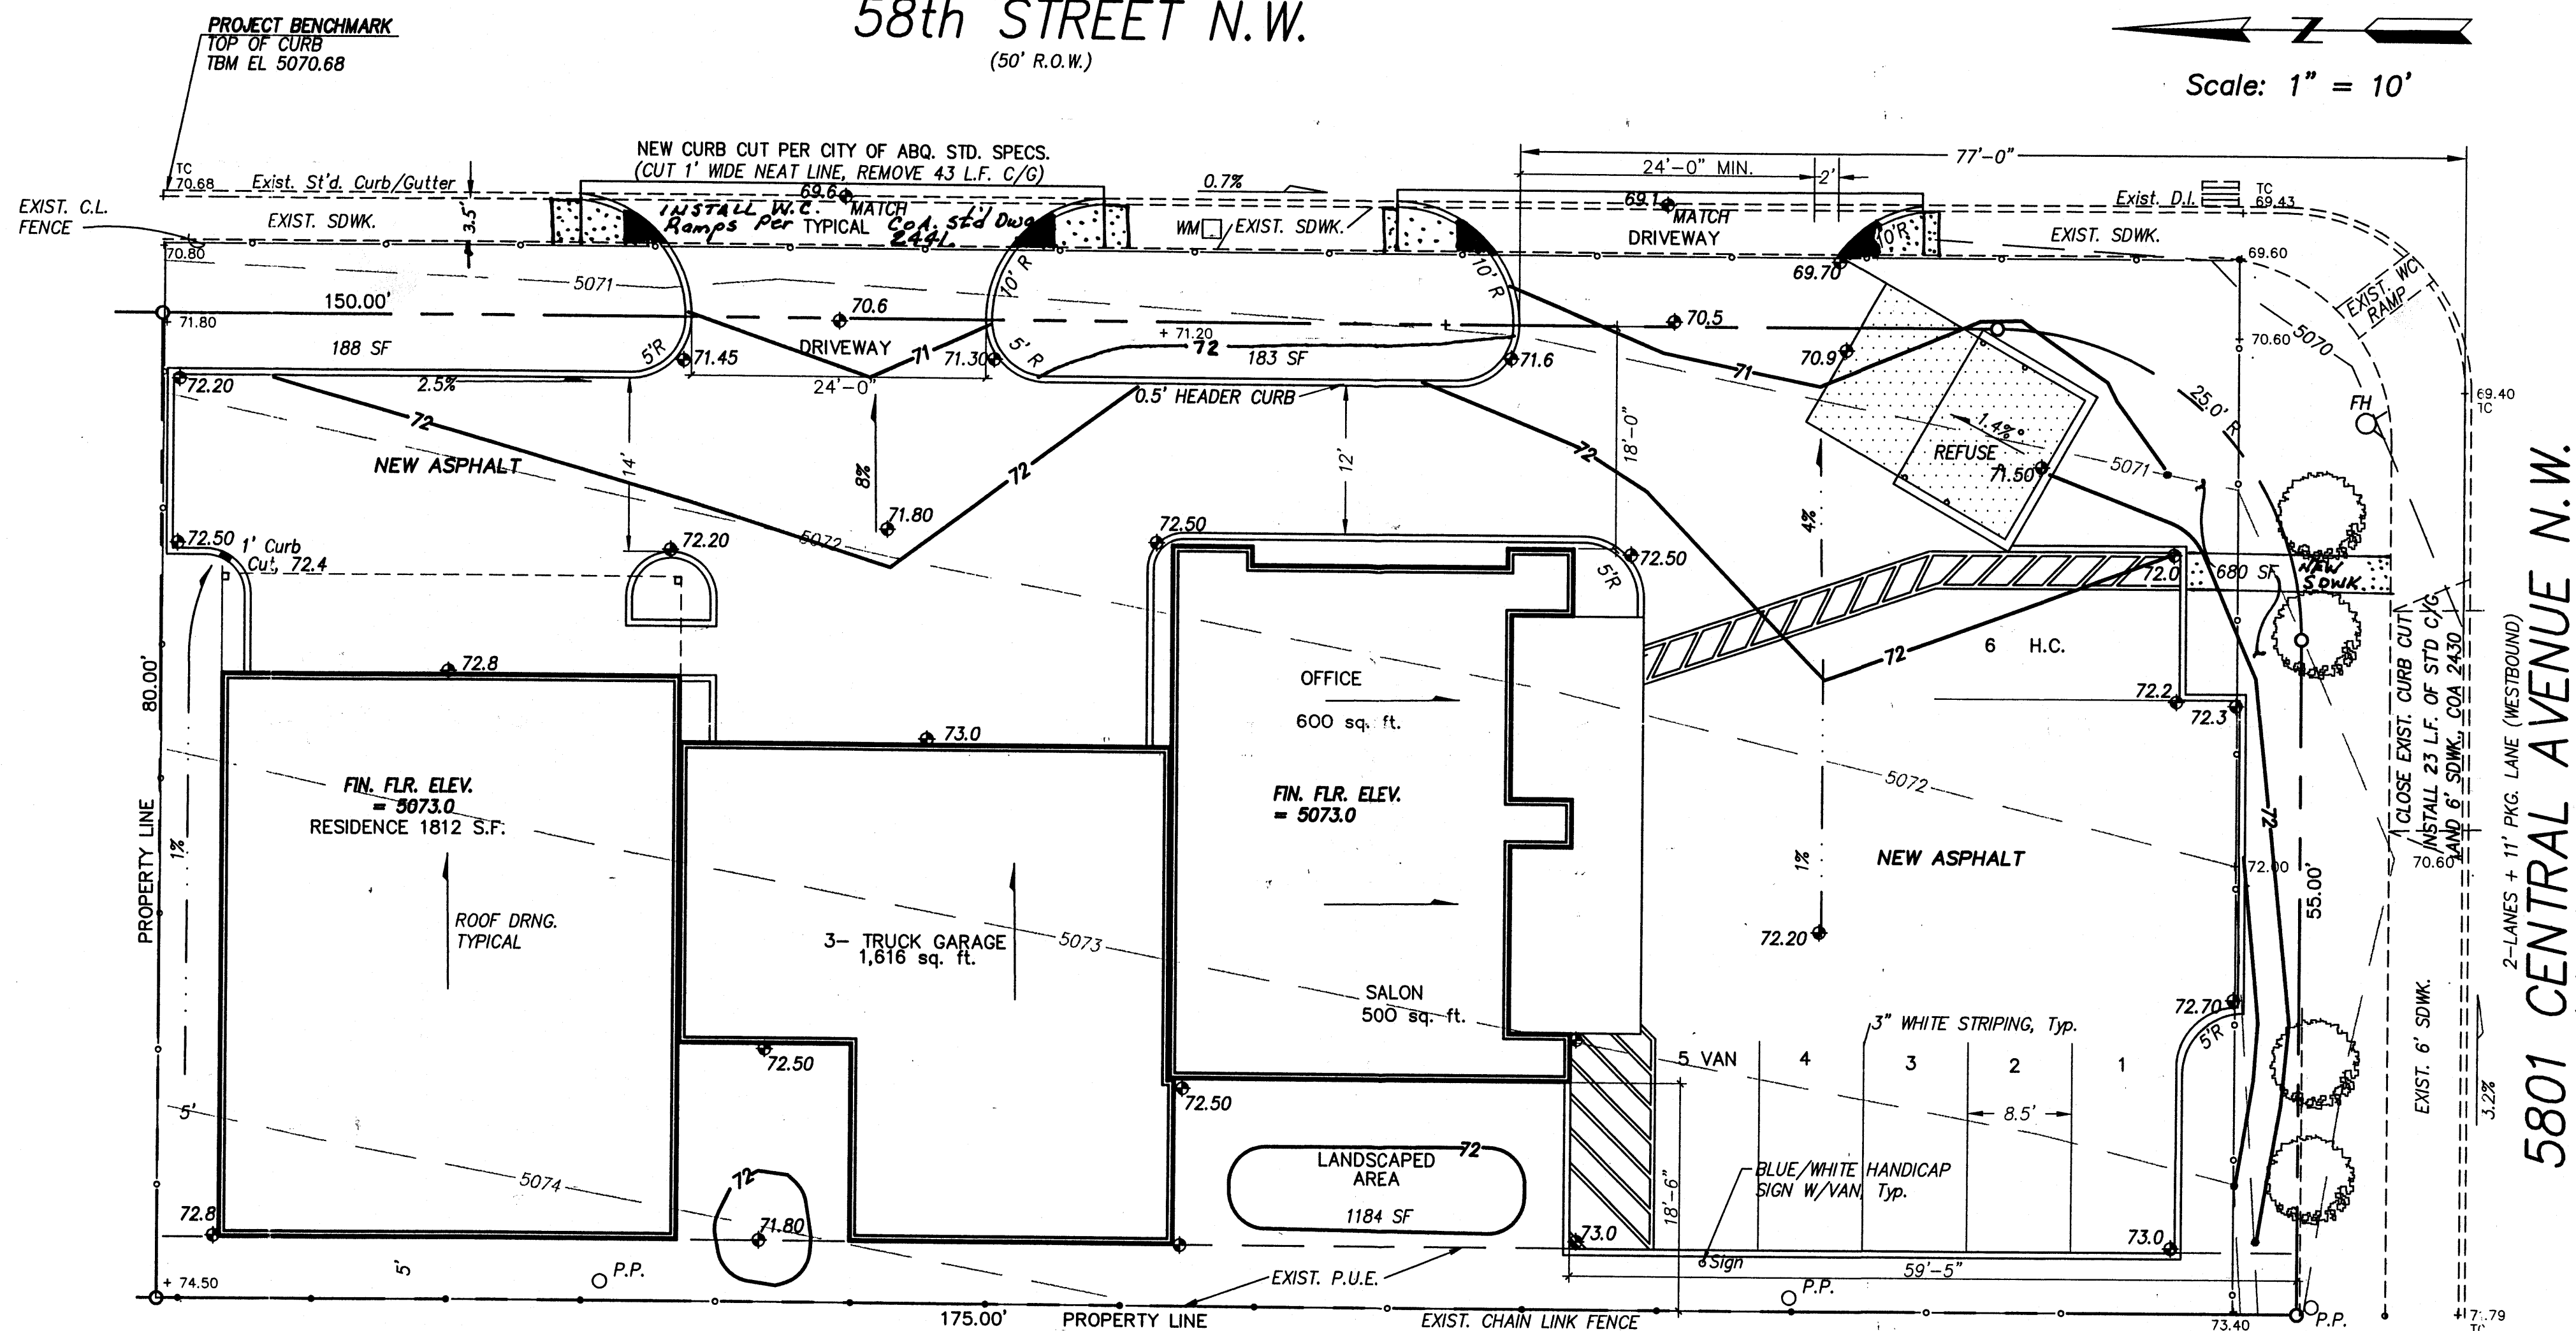 58th STREET N.W.
(50' R.O.W.)
PROJECT BENCHMARK
TOP OF CURB
TBM EL 5070.68
Z
Scale: 1" = 10'
NEW CURB CUT PER CITY OF ABQ. STD. SPECS.
(CUT 1' WIDE NEAT LINE, REMOVE 43 L.F. C/G)
77'-0"
24'-0" MIN.
2'
TC
70.68
Exist. St'd. Curb/Gutter
69.6
0.7%
69.1
Exist. D.I.
TC
69.43
EXIST. C.L.
FENCE
EXIST. SDWK.
3.5'
INSTALL W.C. MATCH
Ramps Per TYPICAL COA. Std Dwg
244L
WM
EXIST. SDWK.
MATCH
DRIVEWAY
10'R
EXIST. SDWK.
70.80
69.60
69.70
EXIST. WC
RAMP
5071
10' R
10' R
150.00'
71.80
70.6
71.20
70.5
70.60
5070
188 SF
DRIVEWAY
71
72
183 SF
5'R
71.45
71.30
5' R
71.6
70.9
71
72.20
2.5%
24'-0"
0.5' HEADER CURB
25.0' R
FH
69.40
TC
72
NEW ASPHALT
14'
8%
72
12'
72
18'-0"
1.4%
REFUSE
71.50
5071
4%
72.50
1' Curb
Cut, 72.4
71.80
5072
72.20
72.50
72.50
5'R
72.0
680 SF
NEW
SDWK
6 H.C.
72
80.00'
72.8
OFFICE
600 sq. ft.
72.2
72.3
73.0
CLOSE EXIST. CURB CUT
INSTALL 23 L.F. OF ST'D C/G
AND 6' SDWK., COA 2430
2-LANES + 11' PKG. LANE (WESTBOUND)
5801 CENTRAL AVENUE N.W.
FIN. FLR. ELEV.
= 5073.0
RESIDENCE 1812 S.F.
FIN. FLR. ELEV.
= 5073.0
5072
72
PROPERTY LINE
1%
1%
NEW ASPHALT
72.00
70.60
55.00'
ROOF DRNG.
TYPICAL
3- TRUCK GARAGE
1,616 sq. ft.
5073
72.20
SALON
500 sq. ft.
72.70
5'R
3" WHITE STRIPING, Typ.
EXIST. 6' SDWK.
3.2%
72.50
5 VAN
4
3
2
1
72.50
5'
8.5'
5074
72
LANDSCAPED
AREA
1184 SF
72
BLUE/WHITE HANDICAP
SIGN W/VAN, Typ.
18'-6"
72.8
71.80
73.0
73.0
Sign
59'-5"
74.50
5'
P.P.
EXIST. P.U.E.
P.P.
175.00'
PROPERTY LINE
EXIST. CHAIN LINK FENCE
73.40
P.P.
TC